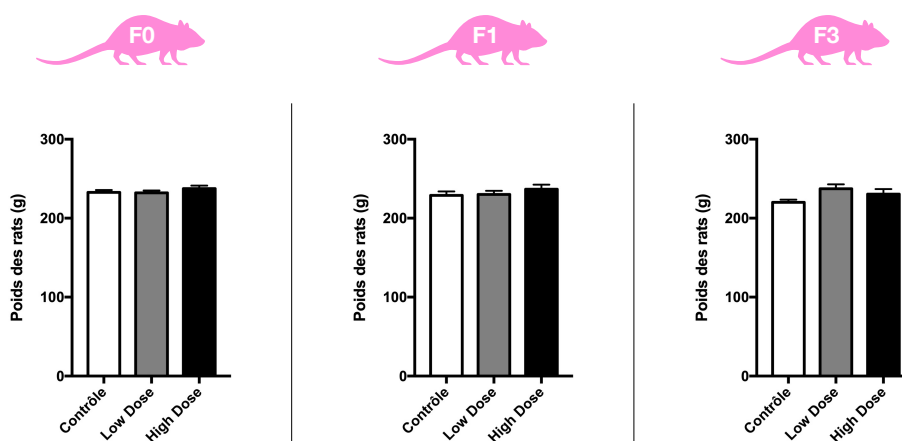 F0
F1
F3
300
200
100
0
Poids des rats (g)
Contrôle
Low Dose
High Dose
300
200
100
0
Poids des rats (g)
Contrôle
Low Dose
High Dose
300
200
100
0
Poids des rats (g)
Contrôle
Low Dose
High Dose